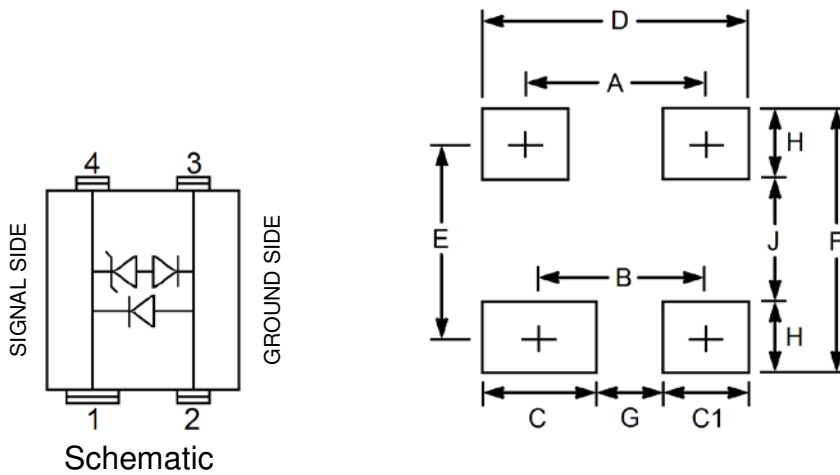 4 3
SIGNAL SIDE
GROUND SIDE
1 2
Schematic
D
A
H
E
J
F
B
H
C G C1